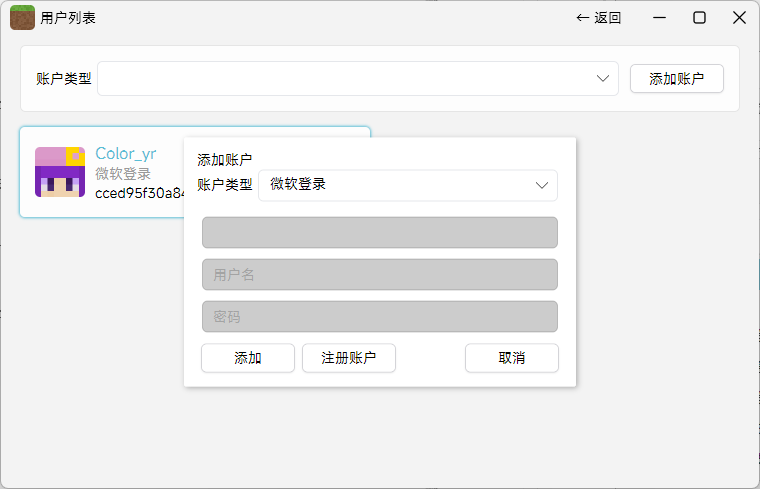 用户列表
← 返回
账户类型
添加账户
Color_yr
微软登录
cced95f30a84
添加账户
账户类型 微软登录
用户名
密码
添加
注册账户
取消